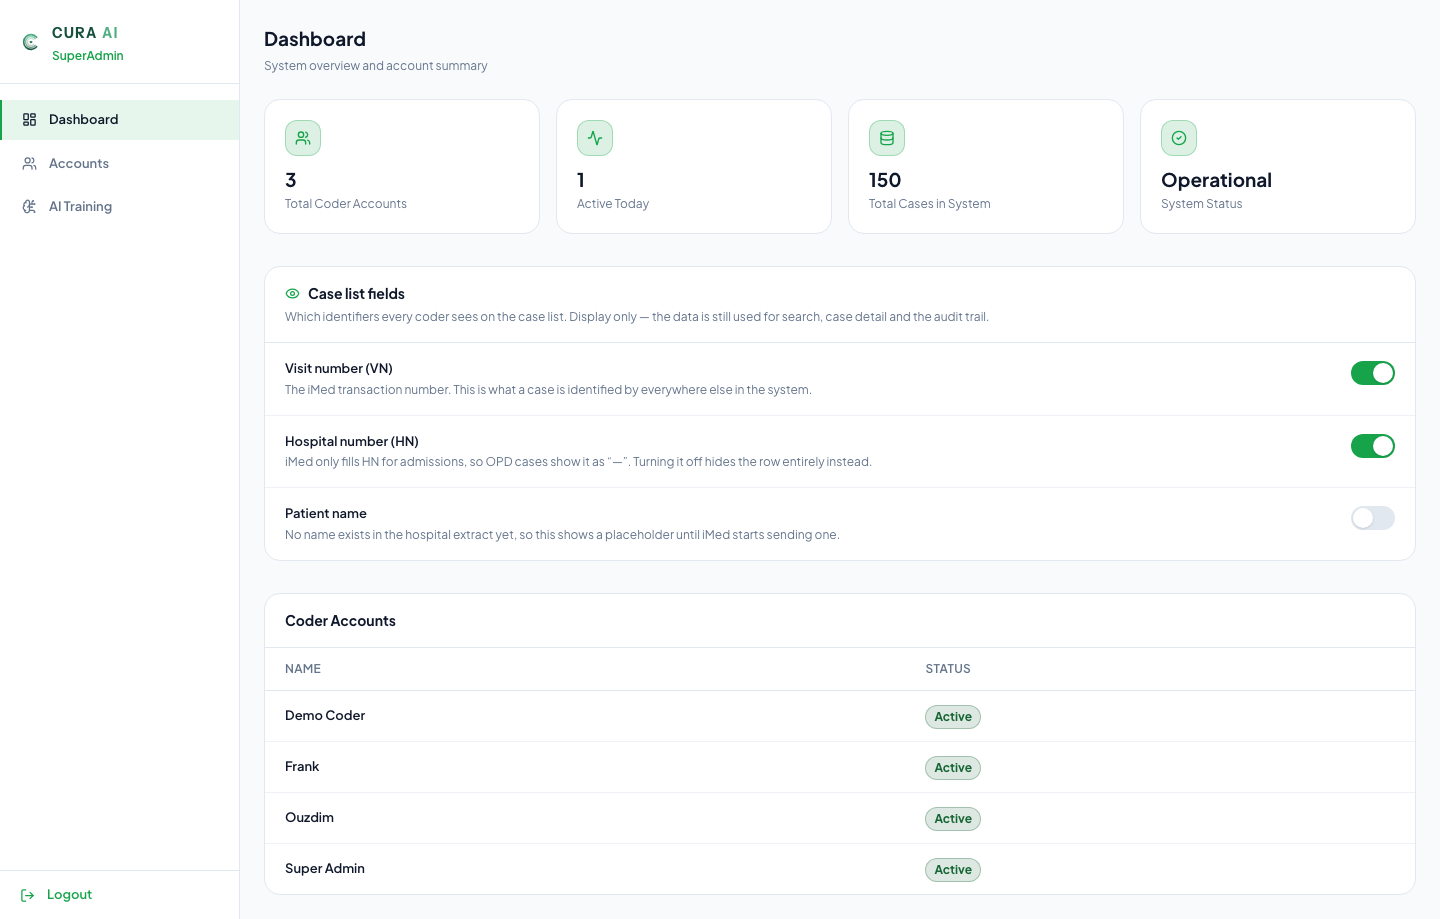 CURA AI
SuperAdmin
Dashboard
Accounts
AI Training
Logout
Dashboard
System overview and account summary
3
Total Coder Accounts
1
Active Today
150
Total Cases in System
Operational
System Status
Case list fields
Which identifiers every coder sees on the case list. Display only — the data is still used for search, case detail and the audit trail.
Visit number (VN)
The iMed transaction number. This is what a case is identified by everywhere else in the system.
Hospital number (HN)
iMed only fills HN for admissions, so OPD cases show it as “—”. Turning it off hides the row entirely instead.
Patient name
No name exists in the hospital extract yet, so this shows a placeholder until iMed starts sending one.
Coder Accounts
NAME STATUS
Demo Coder Active
Frank Active
Ouzdim Active
Super Admin Active